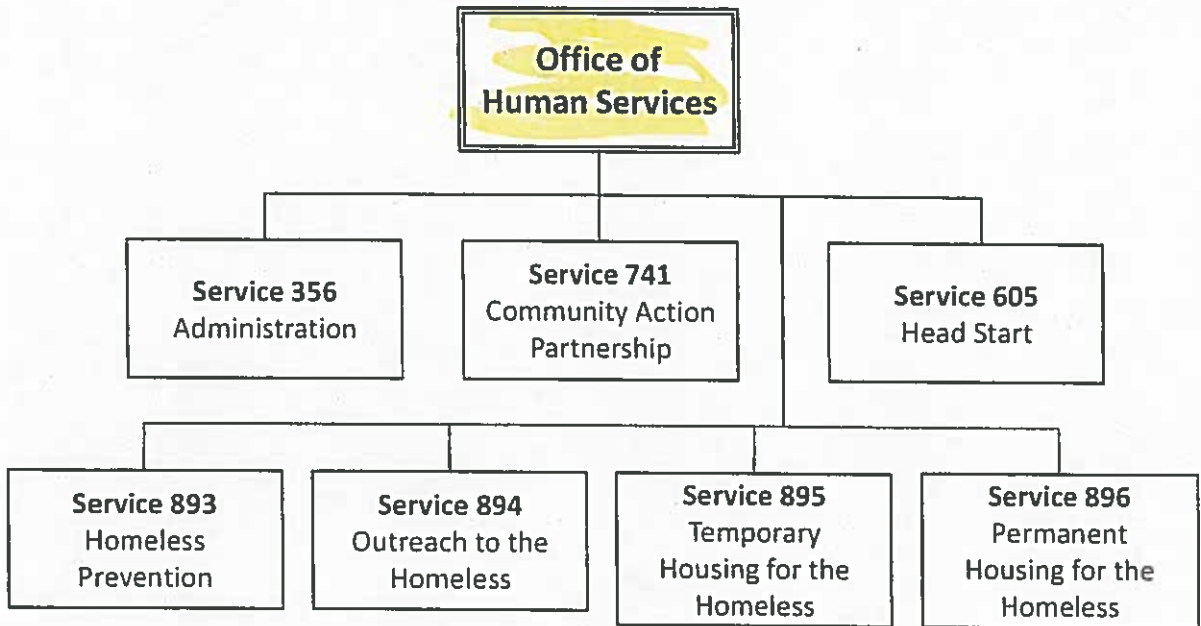 Office of
Human Services
Service 356
Administration
Service 741
Community Action
Partnership
Service 605
Head Start
Service 893
Homeless
Prevention
Service 894
Outreach to the
Homeless
Service 895
Temporary
Housing for the
Homeless
Service 896
Permanent
Housing for the
Homeless